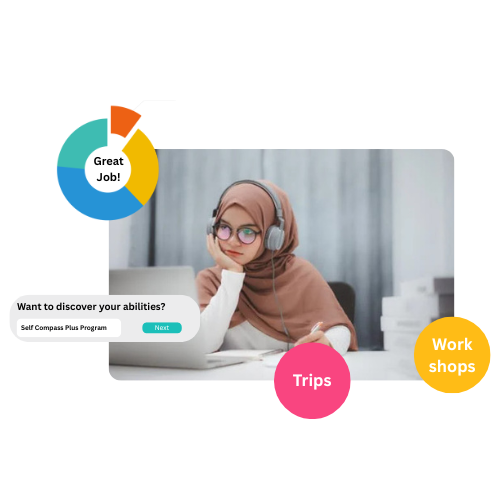 Great
Job!
Want to discover your abilities?
Self Compass Plus Program
Next
Work
shops
Trips